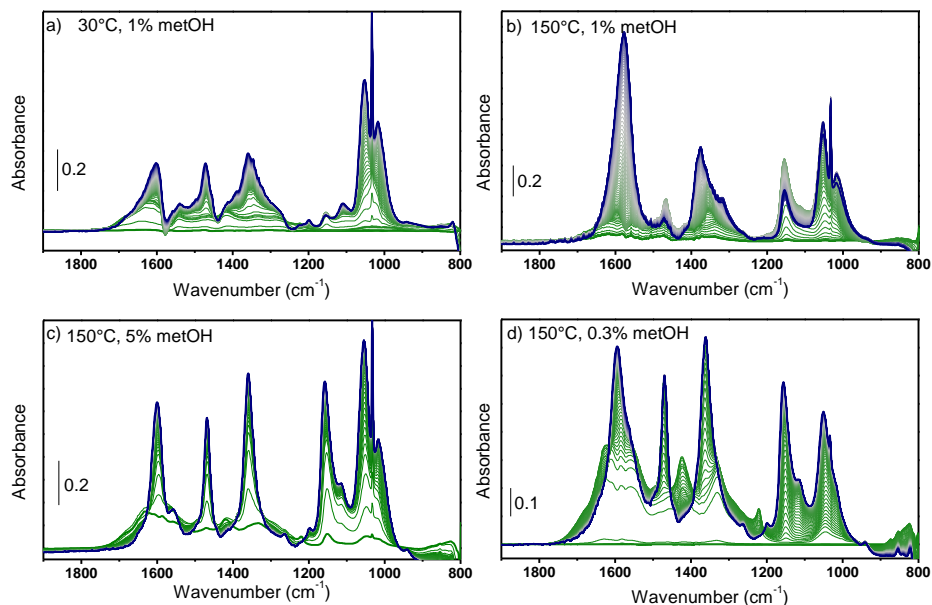 a) 30°C, 1% metOH
Absorbance
0.2
1800 1600 1400 1200 1000 800
Wavenumber (cm⁻¹)
b) 150°C, 1% metOH
Absorbance
0.2
1800 1600 1400 1200 1000 800
Wavenumber (cm⁻¹)
c) 150°C, 5% metOH
Absorbance
0.2
1800 1600 1400 1200 1000 800
Wavenumber (cm⁻¹)
d) 150°C, 0.3% metOH
Absorbance
0.1
1800 1600 1400 1200 1000 800
Wavenumber (cm⁻¹)